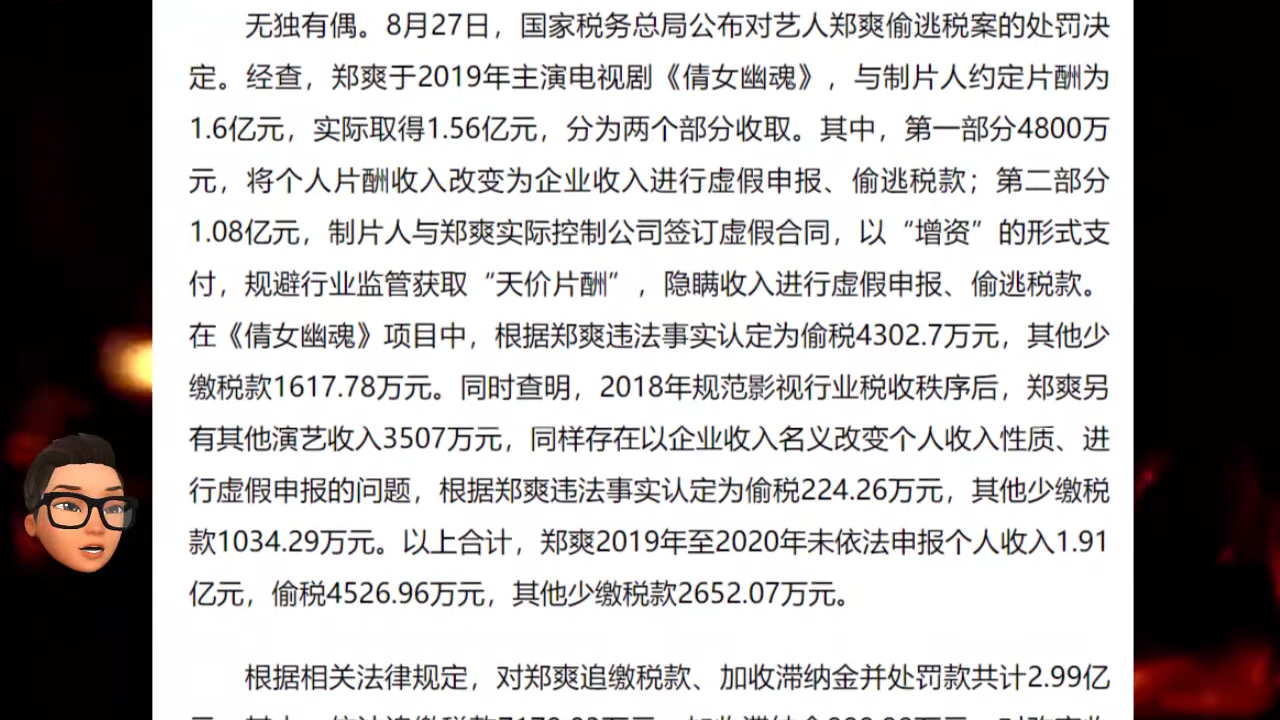 无独有偶。8月27日，国家税务总局公布对艺人郑爽偷逃税案的处罚决
定。经查，郑爽于2019年主演电视剧《倩女幽魂》，与制片人约定片酬为
1.6亿元，实际取得1.56亿元，分为两个部分收取。其中，第一部分4800万
元，将个人片酬收入改变为企业收入进行虚假申报、偷逃税款；第二部分
1.08亿元，制片人与郑爽实际控制公司签订虚假合同，以“增资”的形式支
付，规避行业监管获取“天价片酬”，隐瞒收入进行虚假申报、偷逃税款。
在《倩女幽魂》项目中，根据郑爽违法事实认定为偷税4302.7万元，其他少
缴税款1617.78万元。同时查明，2018年规范影视行业税收秩序后，郑爽另
有其他演艺收入3507万元，同样存在以企业收入名义改变个人收入性质、进
行虚假申报的问题，根据郑爽违法事实认定为偷税224.26万元，其他少缴税
款1034.29万元。以上合计，郑爽2019年至2020年未依法申报个人收入1.91
亿元，偷税4526.96万元，其他少缴税款2652.07万元。
根据相关法律规定，对郑爽追缴税款、加收滞纳金并处罚款共计2.99亿